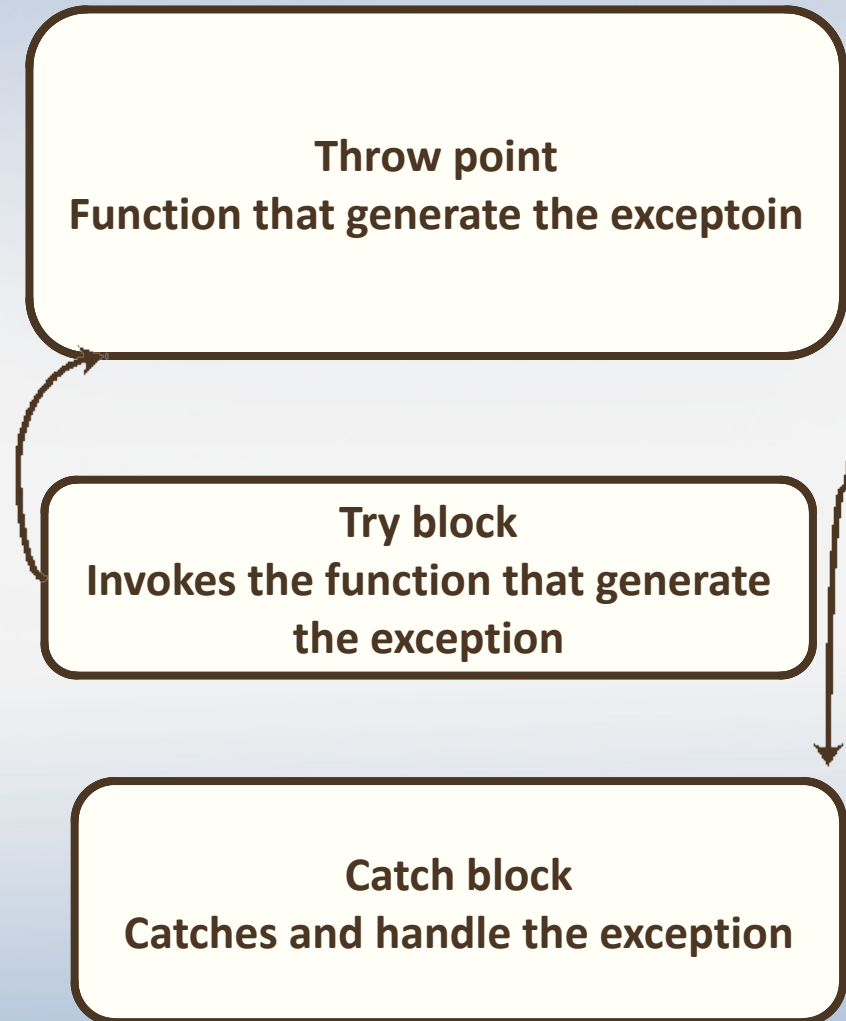 Throw point
Function that generate the exceptoin
Try block
Invokes the function that generate
the exception
Catch block
Catches and handle the exception